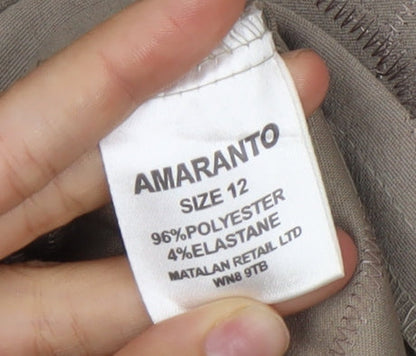 AMARANTO
SIZE 12
96%POLYESTER
4%ELASTANE
MATALAN RETAIL LTD
WN8 9TB